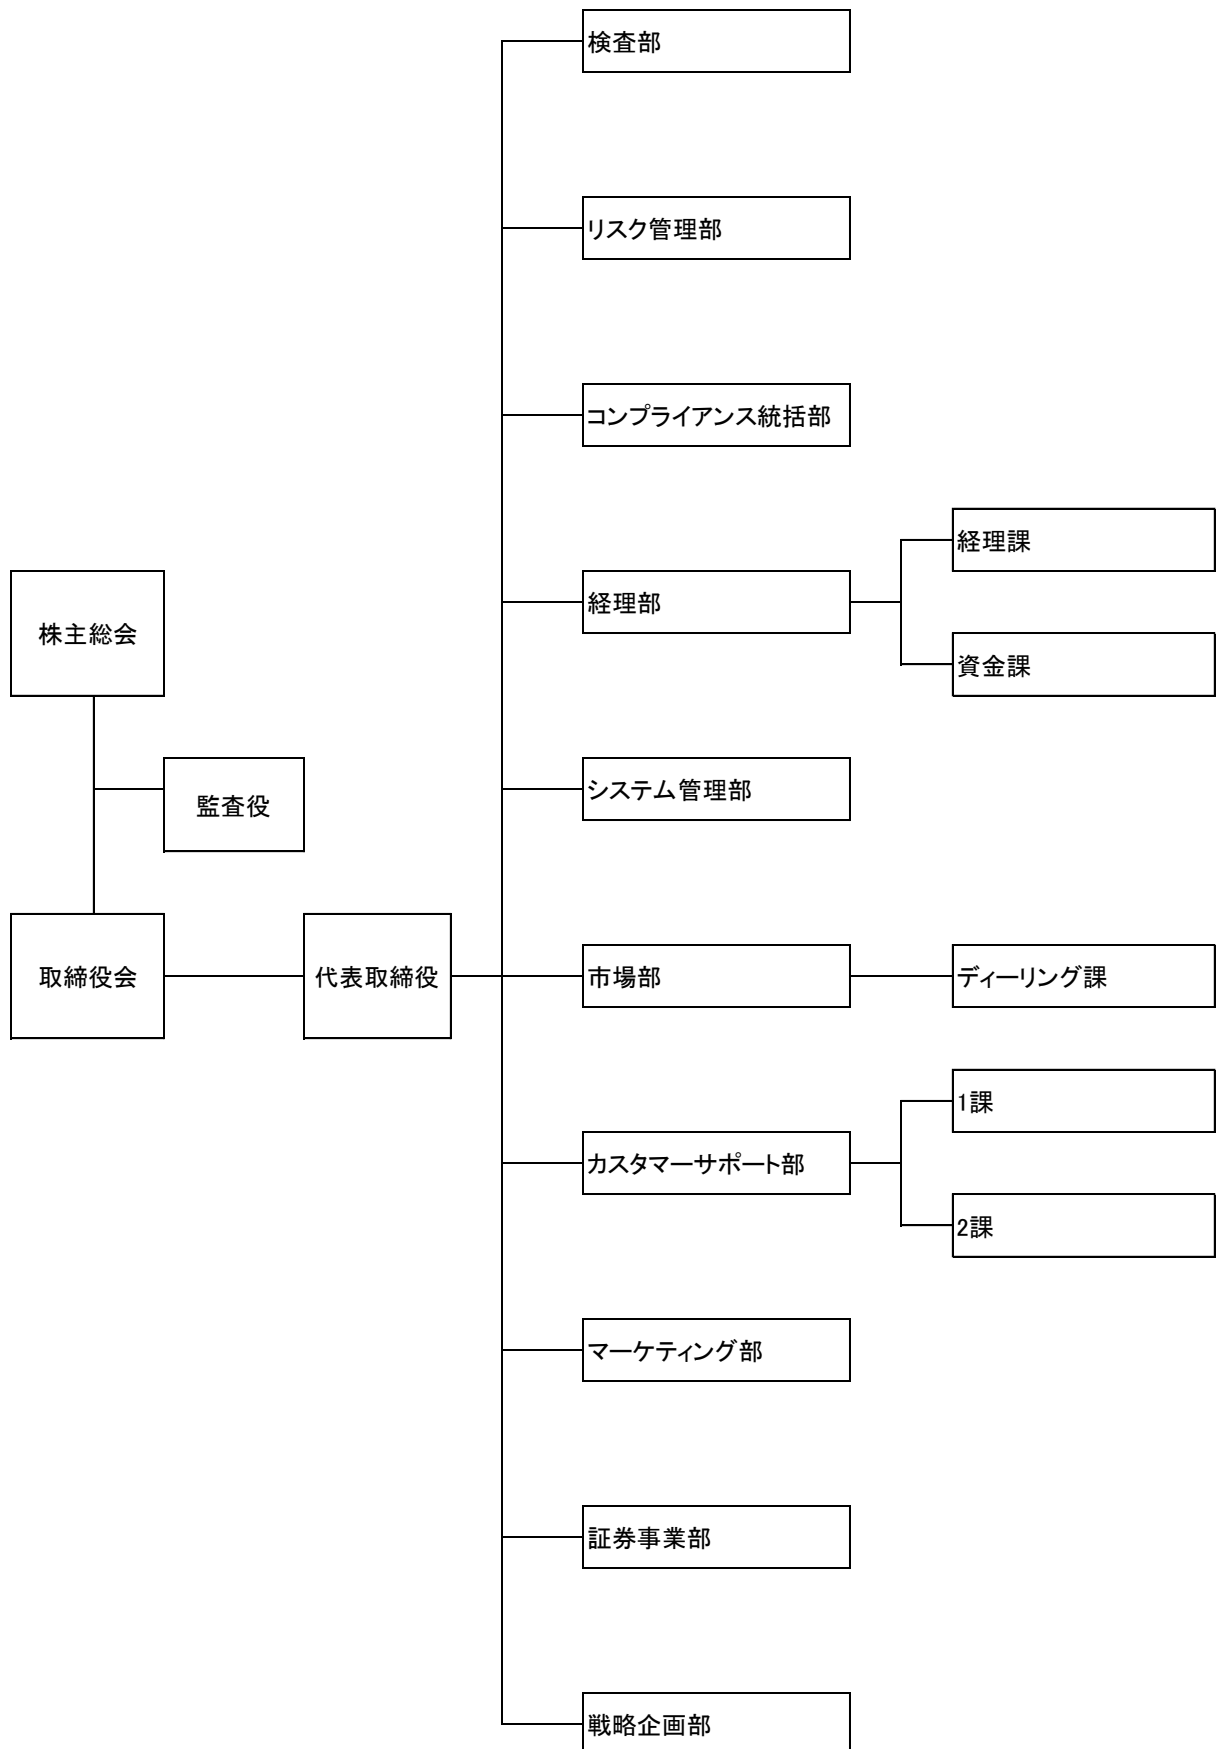 検査部
リスク管理部
コンプライアンス統括部
経理課
経理部
株主総会
資金課
システム管理部
監査役
取締役会
代表取締役
市場部
ディーリング課
1課
カスタマーサポート部
2課
マーケティング部
証券事業部
戦略企画部